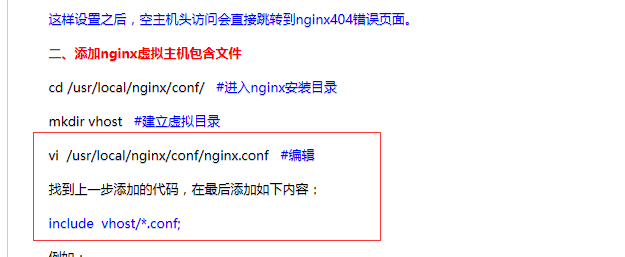 这样设置之后，空主机头访问会直接跳转到nginx404错误页面。
二、添加nginx虚拟主机包含文件
cd /usr/local/nginx/conf/ #进入nginx安装目录
mkdir vhost #建立虚拟目录
vi /usr/local/nginx/conf/nginx.conf #编辑
找到上一步添加的代码，在最后添加如下内容：
include vhost/*.conf;
例如：